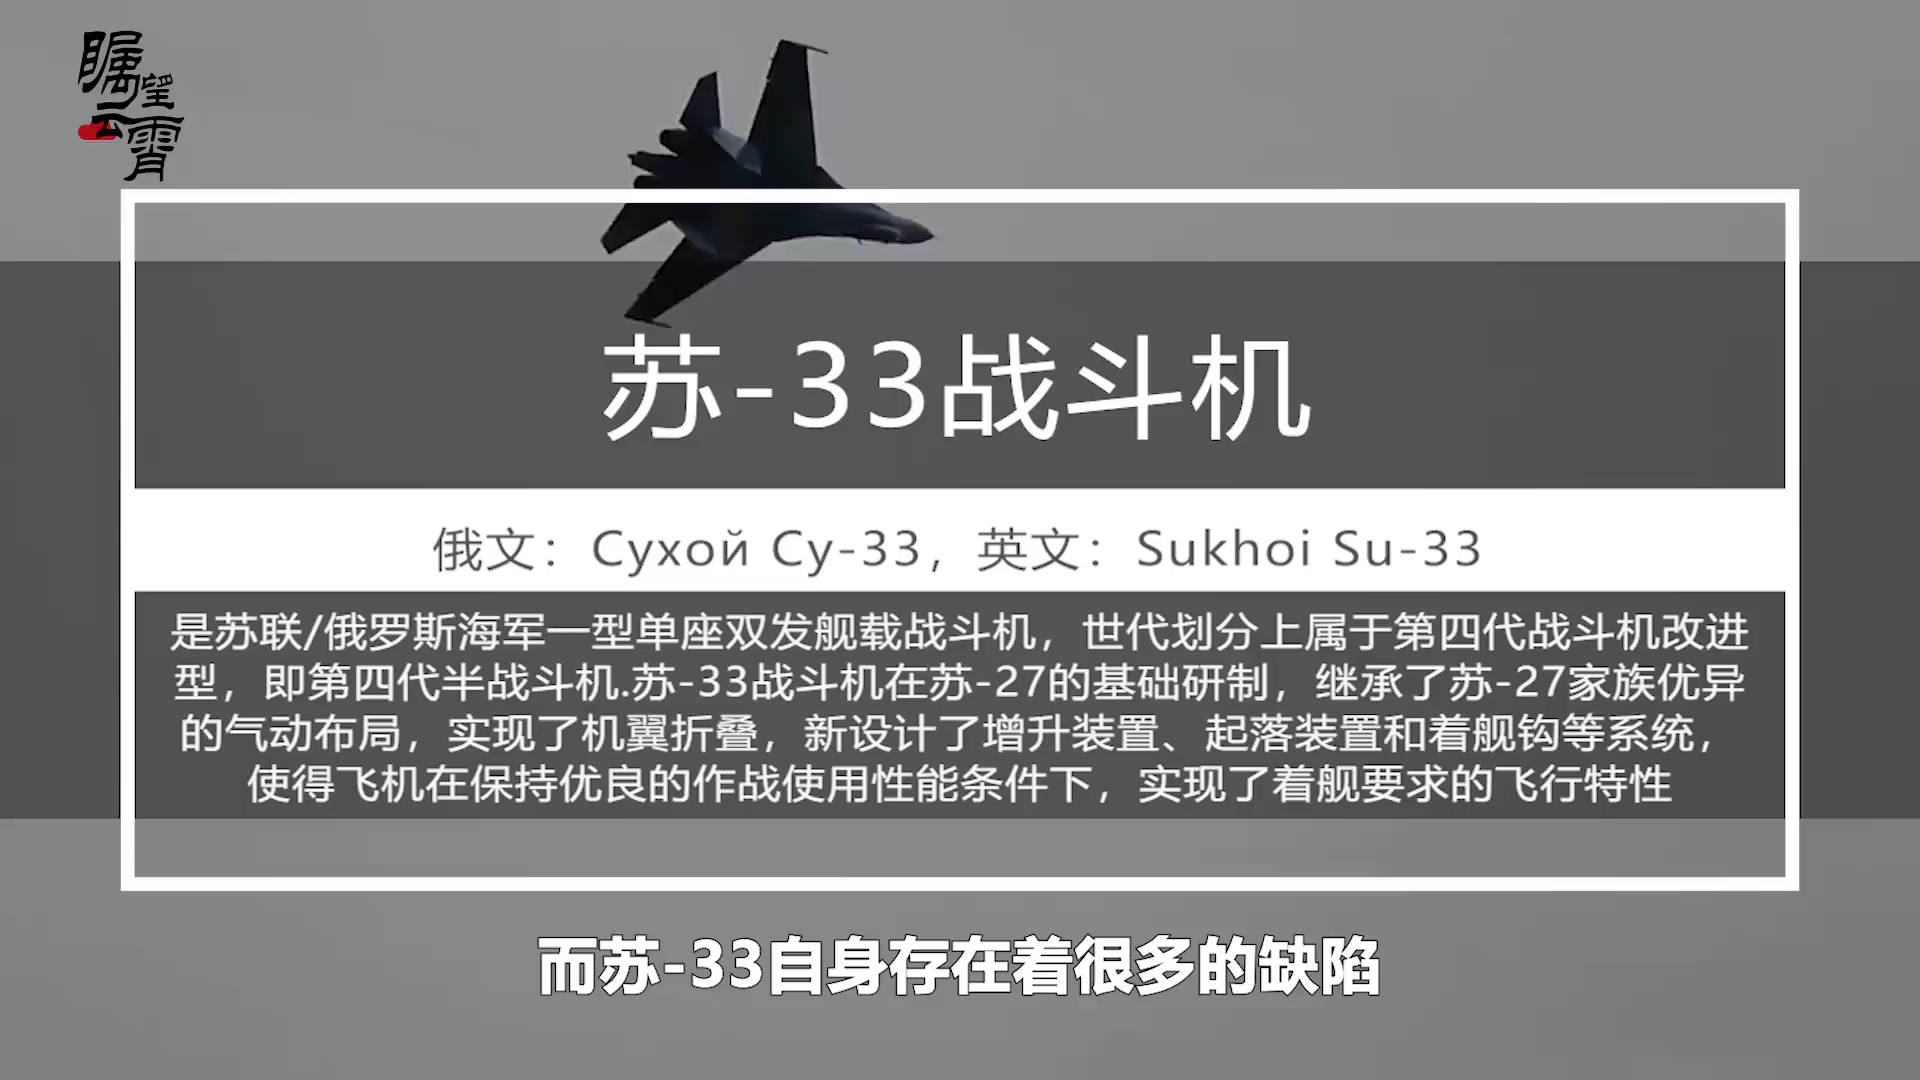 瞩望云霄
苏-33战斗机
俄文：Сухой Су-33，英文：Sukhoi Su-33
是苏联/俄罗斯海军一型单座双发舰载战斗机，世代划分上属于第四代战斗机改进
型，即第四代半战斗机.苏-33战斗机在苏-27的基础研制，继承了苏-27家族优异
的气动布局，实现了机翼折叠，新设计了增升装置、起落装置和着舰钩等系统，
使得飞机在保持优良的作战使用性能条件下，实现了着舰要求的飞行特性
而苏-33自身存在着很多的缺陷